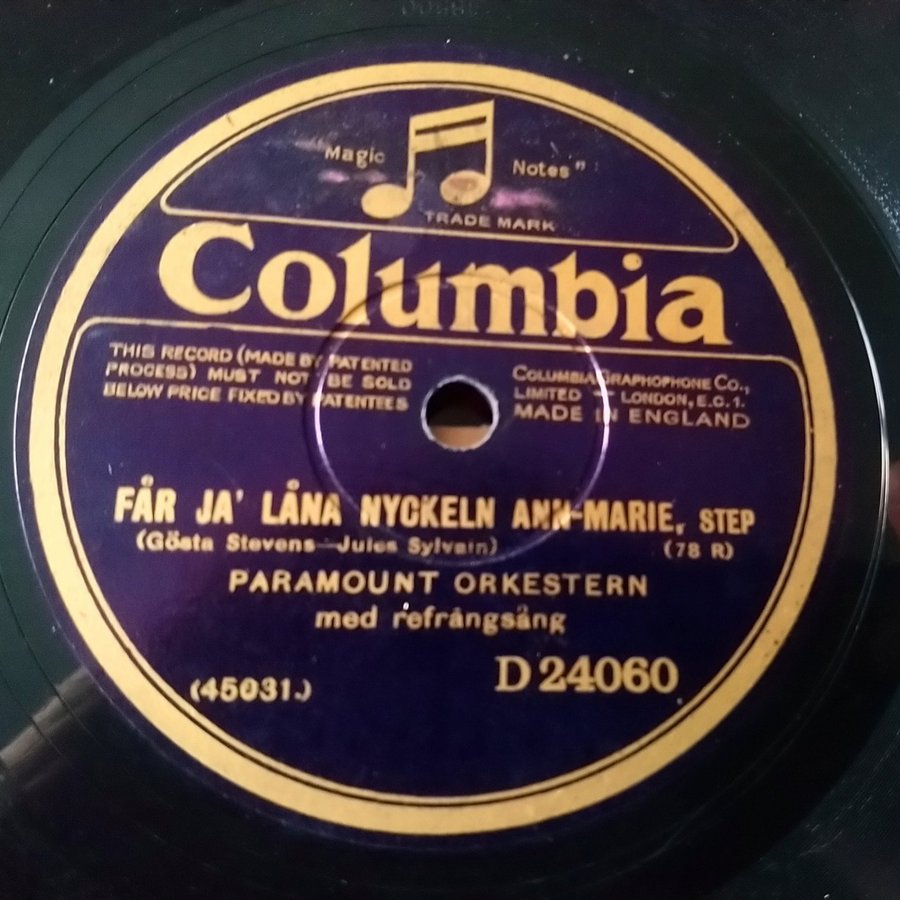 Magic Notes"
TRADE MARK
Columbia
THIS RECORD (MADE BY PATENTED
PROCESS) MUST NOT BE SOLD
BELOW PRICE FIXED BY PATENTEES
COLUMBIA GRAPHOPHONE CO.,
LIMITED — LONDON, E.C.1.
MADE IN ENGLAND
FÅR JA' LÅNA NYCKELN ANN-MARIE, STEP
(Gösta Stevens—Jules Sylvain) (78 R)
PARAMOUNT ORKESTERN
med refrängsång
(45031.) D 24060